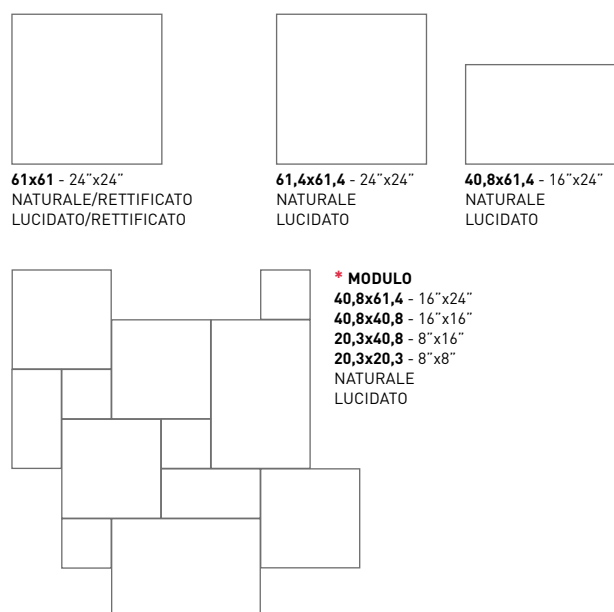 61x61 - 24”x24”
NATURALE/RETTIFICATO
LUCIDATO/RETTIFICATO
61,4x61,4 - 24”x24”
NATURALE
LUCIDATO
40,8x61,4 - 16”x24”
NATURALE
LUCIDATO
* MODULO
40,8x61,4 - 16”x24”
40,8x40,8 - 16”x16”
20,3x40,8 - 8”x16”
20,3x20,3 - 8”x8”
NATURALE
LUCIDATO